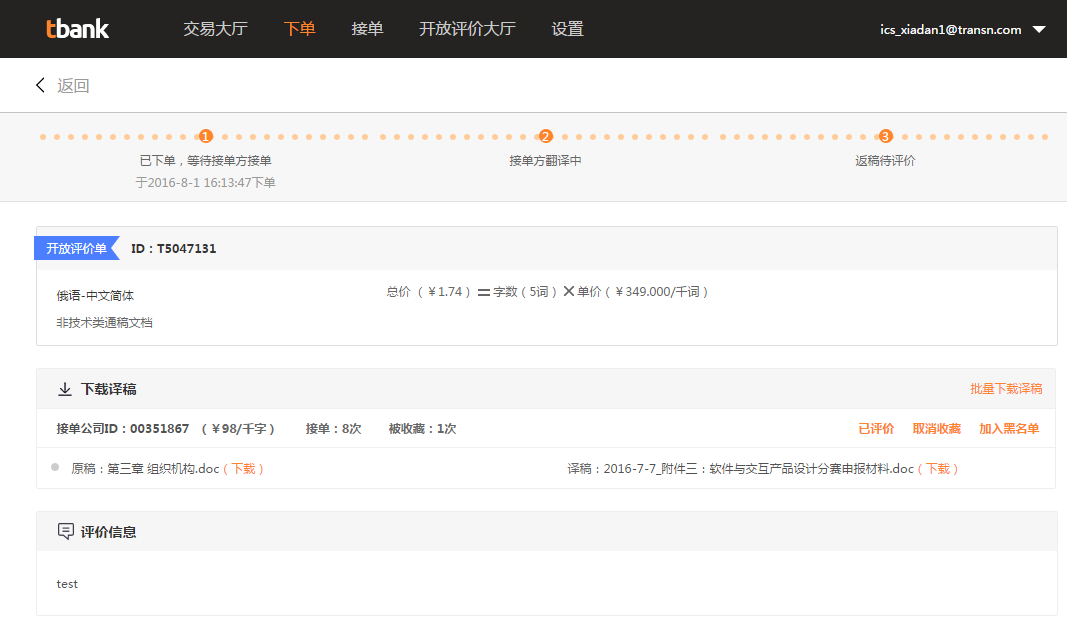 tbank 交易大厅 下单 接单 开放评价大厅 设置 ics_xiadan1@transn.com
返回
1 2 3
已下单，等待接单方接单 接单方翻译中 返稿待评价
于2016-8-1 16:13:47下单
开放评价单 ID：T5047131
俄语-中文简体 总价（￥1.74）=字数（5词）×单价（￥349.000/千词）
非技术类通稿文档
下载译稿 批量下载译稿
接单公司ID：00351867 （￥98/千字） 接单：8次 被收藏：1次 已评价 取消收藏 加入黑名单
原稿：第三章 组织机构.doc（下载） 译稿：2016-7-7_附件三：软件与交互产品设计分赛申报材料.doc（下载）
评价信息
test